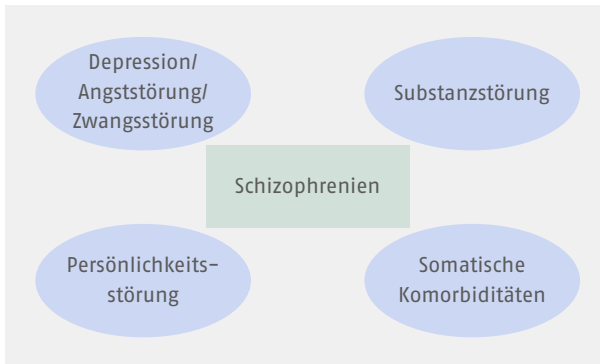 Depression/
Angststörung/
Zwangsstörung
Substanzstörung
Schizophrenien
Persönlichkeits-
störung
Somatische
Komorbiditäten